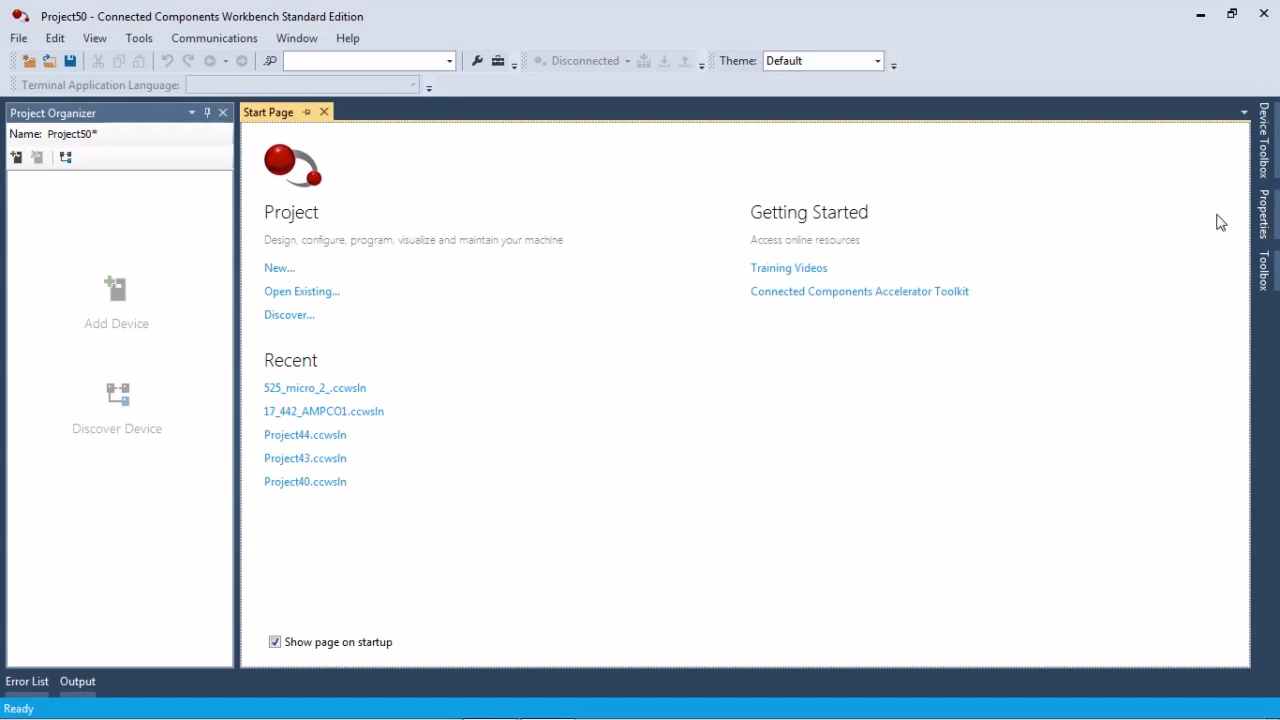 Project50 - Connected Components Workbench Standard Edition
File Edit View Tools Communications Window Help
Disconnected Theme: Default
Terminal Application Language:
Project Organizer
Name: Project50*
Add Device
Discover Device
Start Page
Project
Design, configure, program, visualize and maintain your machine
New...
Open Existing...
Discover...
Recent
525_micro_2_.ccwsln
17_442_AMPCO1.ccwsln
Project44.ccwsln
Project43.ccwsln
Project40.ccwsln
Getting Started
Access online resources
Training Videos
Connected Components Accelerator Toolkit
Show page on startup
Device Toolbox
Properties
Toolbox
Error List Output
Ready